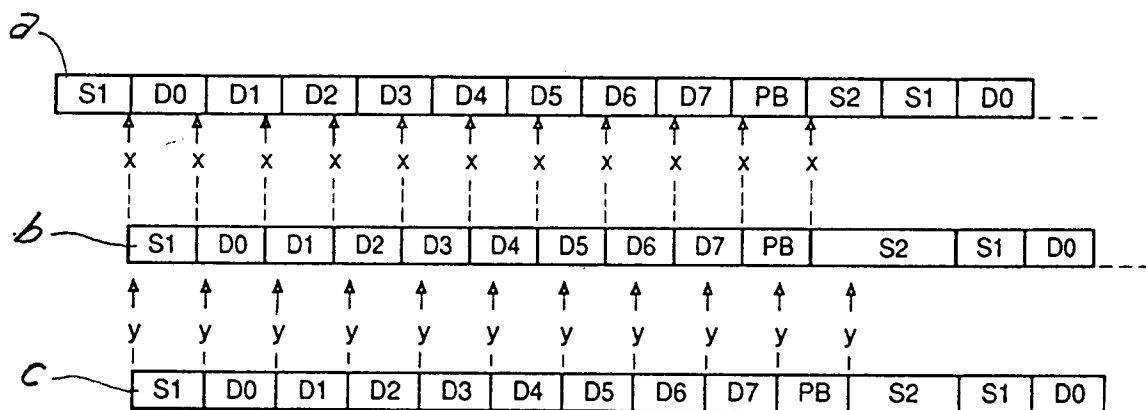 a
S1 D0 D1 D2 D3 D4 D5 D6 D7 PB S2 S1 D0
x x x x x x x x x x x
b
S1 D0 D1 D2 D3 D4 D5 D6 D7 PB S2 S1 D0
y y y y y y y y y y y
c
S1 D0 D1 D2 D3 D4 D5 D6 D7 PB S2 S1 D0